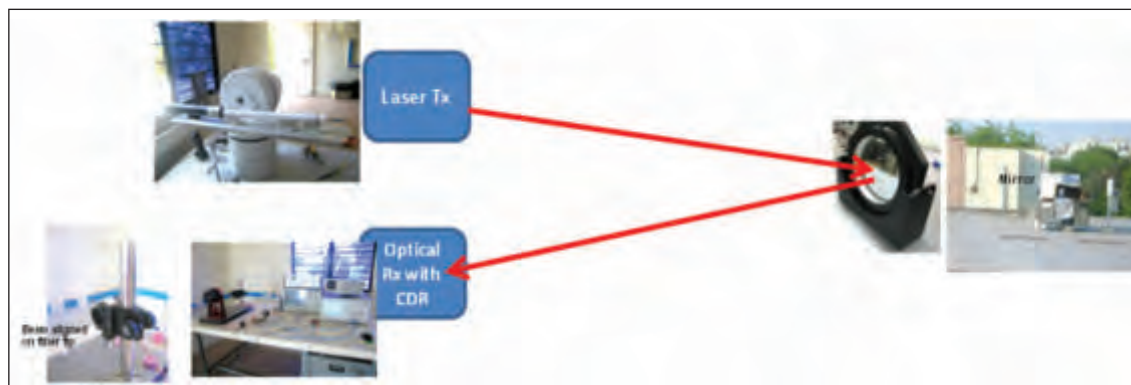 Laser Tx
Mirror
Optical
Rx with
CDR
Beam aligned
on fiber tip